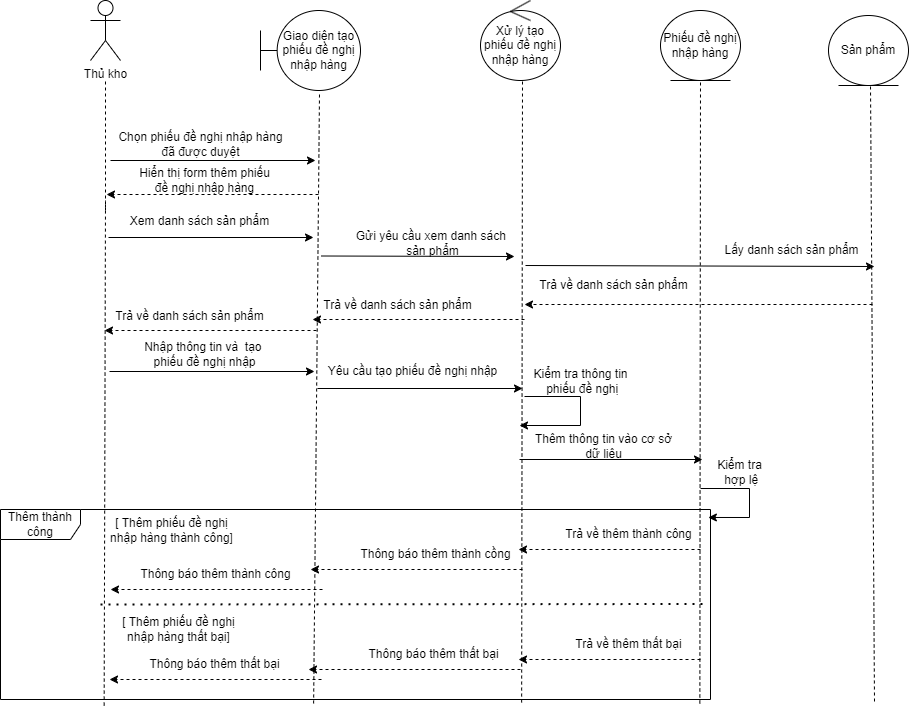 Thủ kho
Giao diện tạo
phiếu đề nghị
nhập hàng
Xử lý tạo
phiếu đề nghị
nhập hàng
Phiếu đề nghị
nhập hàng
Sản phẩm
Chọn phiếu đề nghị nhập hàng
đã được duyệt
Hiển thị form thêm phiếu
đề nghị nhập hàng
Xem danh sách sản phẩm
Gửi yêu cầu xem danh sách
sản phẩm
Lấy danh sách sản phẩm
Trả về danh sách sản phẩm
Trả về danh sách sản phẩm
Trả về danh sách sản phẩm
Nhập thông tin và tạo
phiếu đề nghị nhập
Yêu cầu tạo phiếu đề nghị nhập
Kiểm tra thông tin
phiếu đề nghị
Thêm thông tin vào cơ sở
dữ liêu
Kiểm tra
hợp lệ
Thêm thành
công
[ Thêm phiếu đề nghị
nhập hàng thành công]
Trả về thêm thành công
Thông báo thêm thành cồng
Thông báo thêm thành công
[ Thêm phiếu đề nghị
nhập hàng thất bại]
Trả về thêm thất bại
Thông báo thêm thất bại
Thông báo thêm thất bại